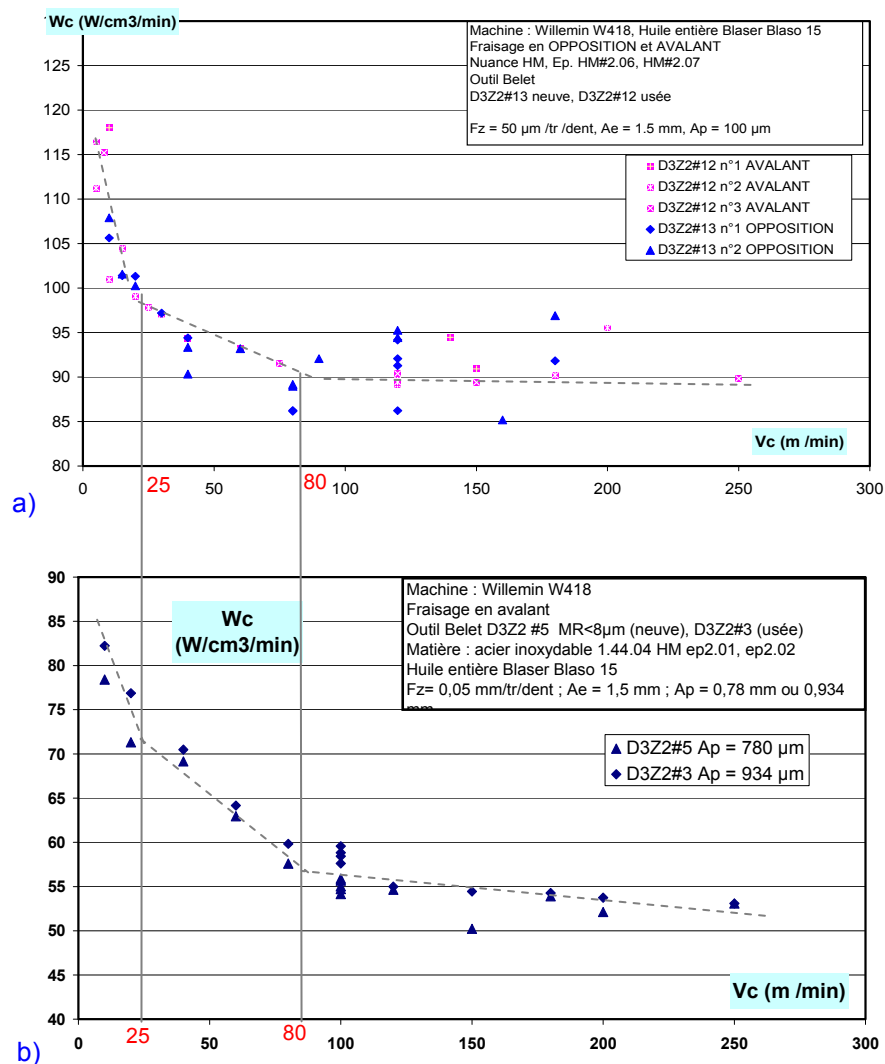 Wc (W/cm3/min)
Machine : Willemin W418, Huile entière Blaser Blaso 15
Fraisage en OPPOSITION et AVALANT
Nuance HM, Ep. HM#2.06, HM#2.07
Outil Belet
D3Z2#13 neuve, D3Z2#12 usée
Fz = 50 µm /tr /dent, Ae = 1.5 mm, Ap = 100 µm
125
120
115
110
105
100
95
90
85
80
D3Z2#12 n°1 AVALANT
D3Z2#12 n°2 AVALANT
D3Z2#12 n°3 AVALANT
D3Z2#13 n°1 OPPOSITION
D3Z2#13 n°2 OPPOSITION
Vc (m /min)
0 50 100 150 200 250 300
25 80
a)
90
85
80
75
70
65
60
55
50
45
40
Wc
(W/cm3/min)
Machine : Willemin W418
Fraisage en avalant
Outil Belet D3Z2 #5 MR<8µm (neuve), D3Z2#3 (usée)
Matière : acier inoxydable 1.44.04 HM ep2.01, ep2.02
Huile entière Blaser Blaso 15
Fz= 0,05 mm/tr/dent ; Ae = 1,5 mm ; Ap = 0,78 mm ou 0,934
mm
D3Z2#5 Ap = 780 µm
D3Z2#3 Ap = 934 µm
Vc (m /min)
0 50 100 150 200 250 300
25 80
b)